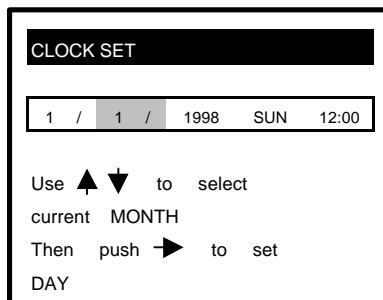 CLOCK SET
1 / 1 / 1998 SUN 12:00
Use ▲ ▼ to select
current MONTH
Then push → to set
DAY